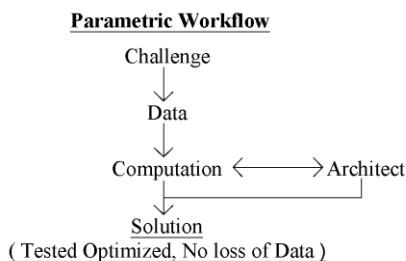 Parametric Workflow
Challenge
Data
Computation Architect
Solution
( Tested Optimized, No loss of Data )